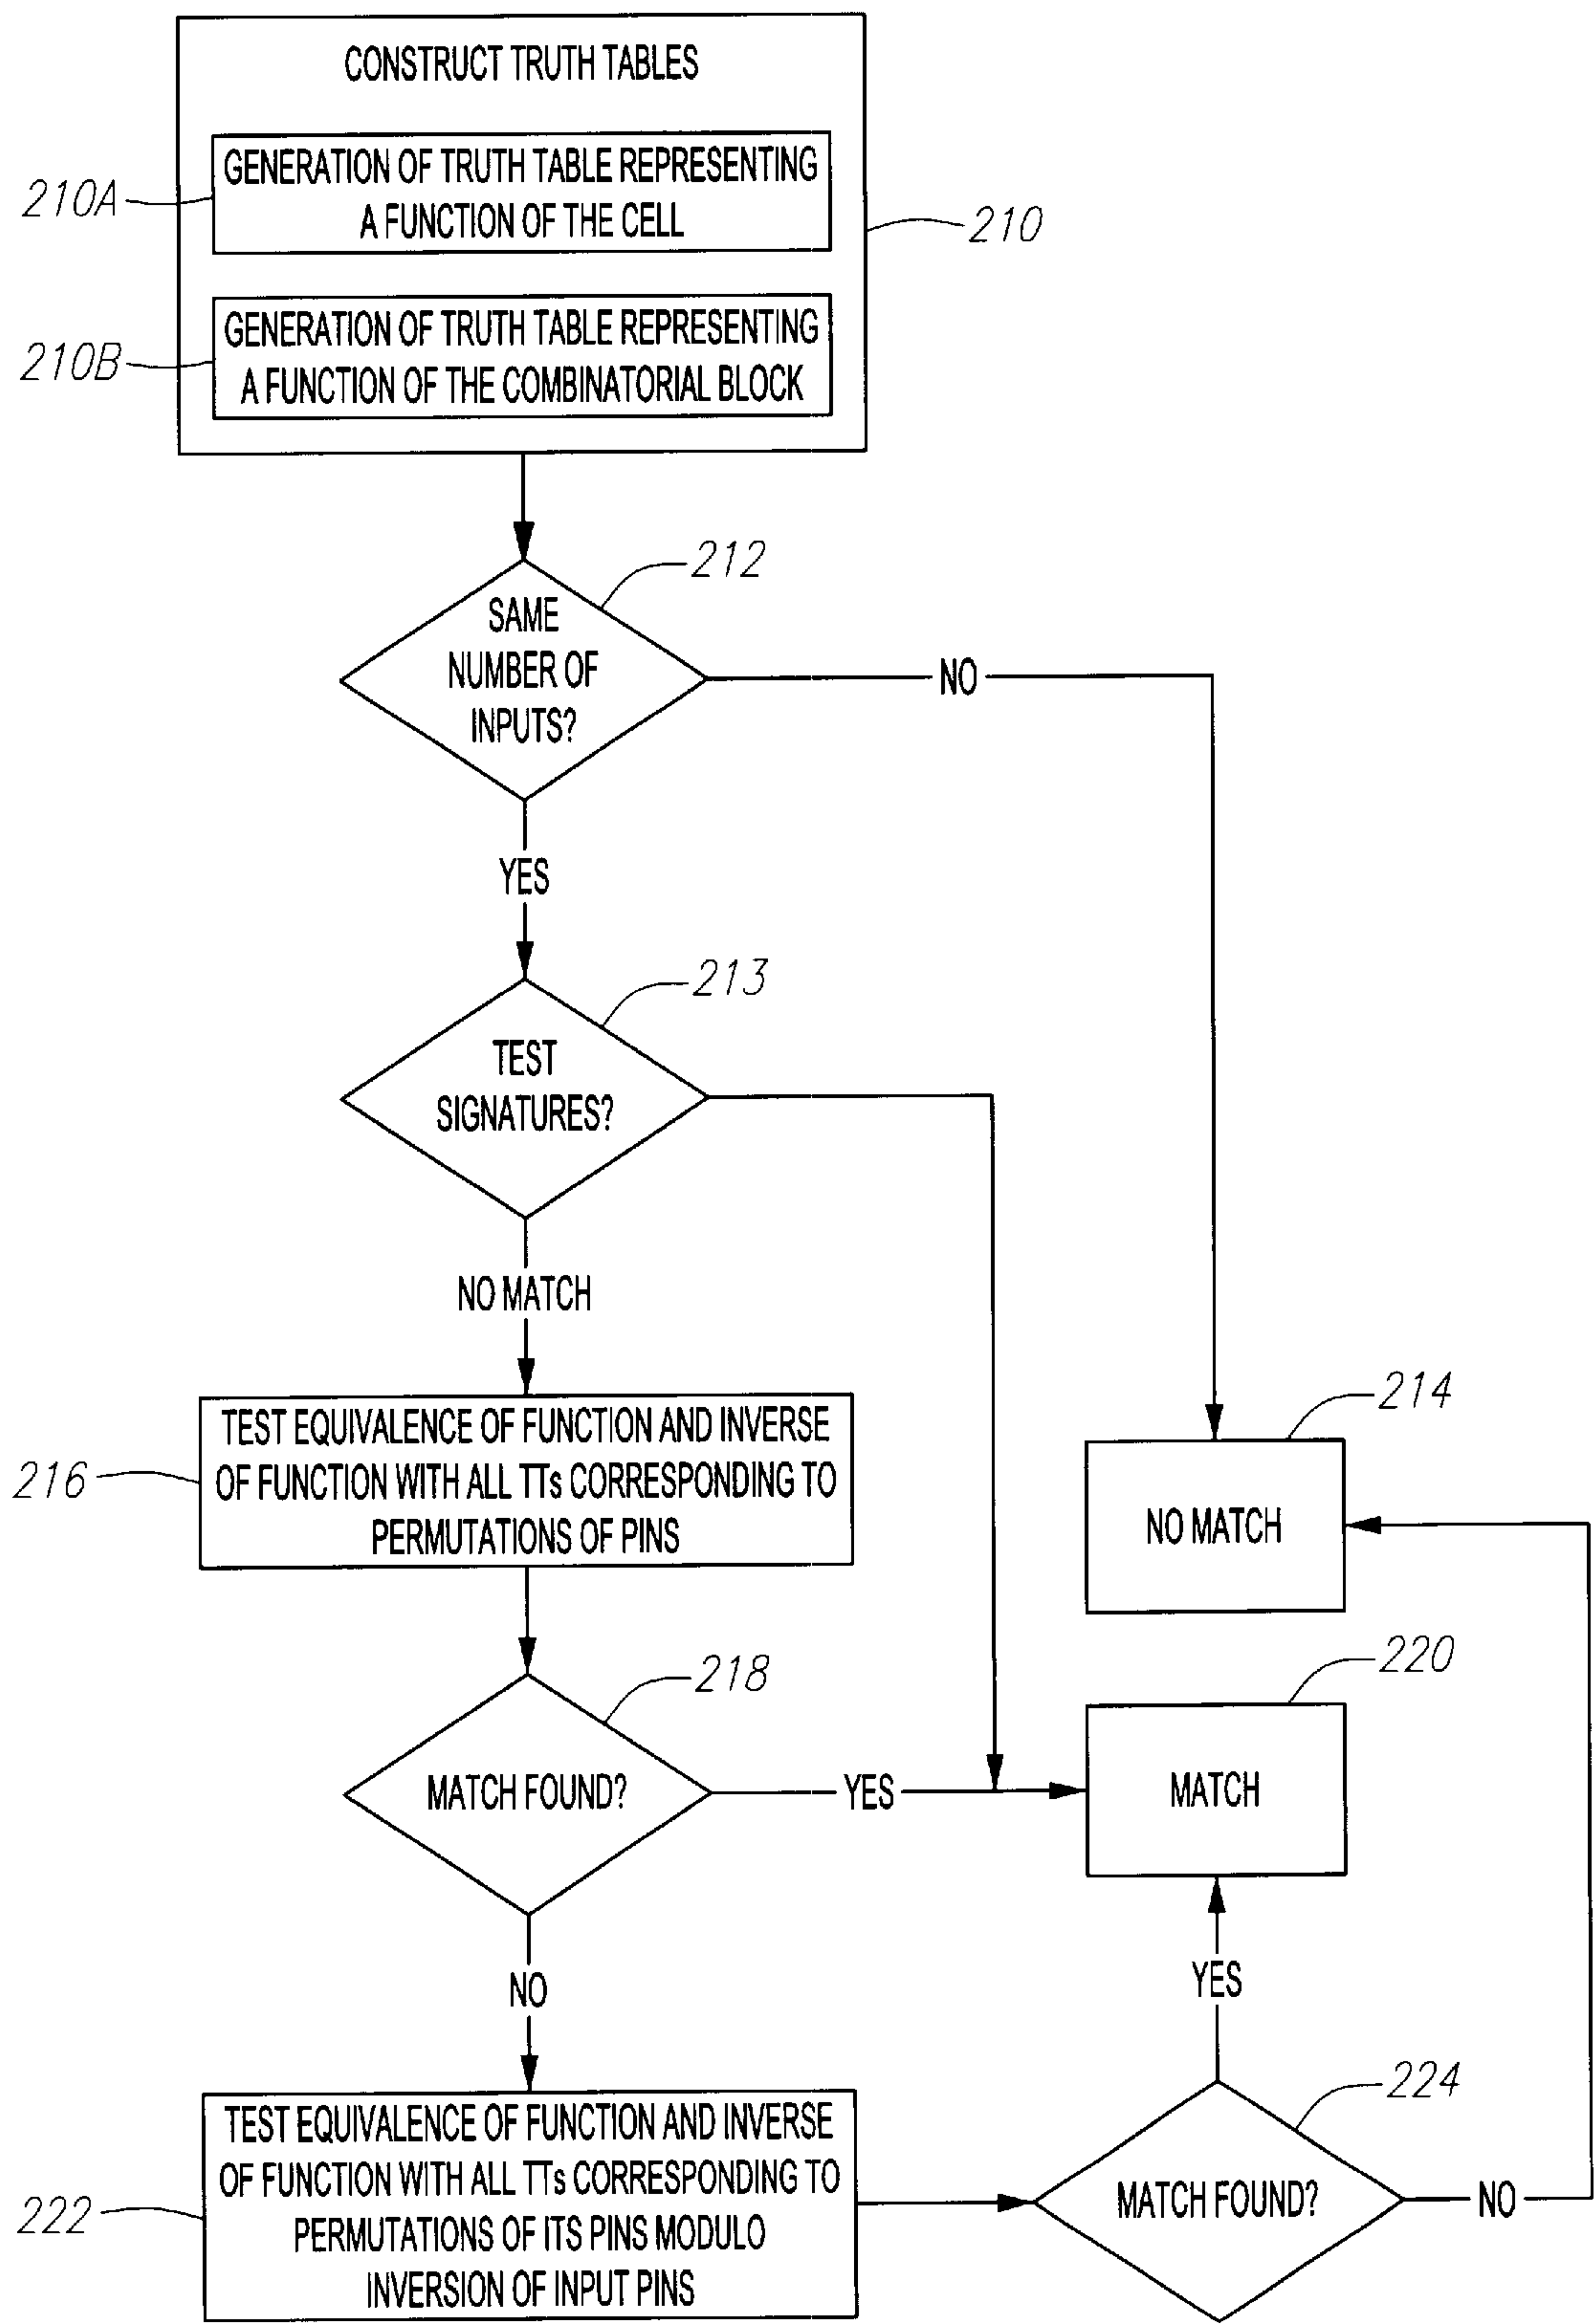 CONSTRUCT TRUTH TABLES
GENERATION OF TRUTH TABLE REPRESENTING
A FUNCTION OF THE CELL
210A
210
GENERATION OF TRUTH TABLE REPRESENTING
A FUNCTION OF THE COMBINATORIAL BLOCK
210B
212
SAME
NUMBER OF
INPUTS?
NO
YES
213
TEST
SIGNATURES?
NO MATCH
214
NO MATCH
TEST EQUIVALENCE OF FUNCTION AND INVERSE
OF FUNCTION WITH ALL TTs CORRESPONDING TO
PERMUTATIONS OF PINS
216
218
MATCH FOUND?
YES
220
MATCH
NO
YES
224
TEST EQUIVALENCE OF FUNCTION AND INVERSE
OF FUNCTION WITH ALL TTs CORRESPONDING TO
PERMUTATIONS OF ITS PINS MODULO
INVERSION OF INPUT PINS
222
MATCH FOUND?
NO